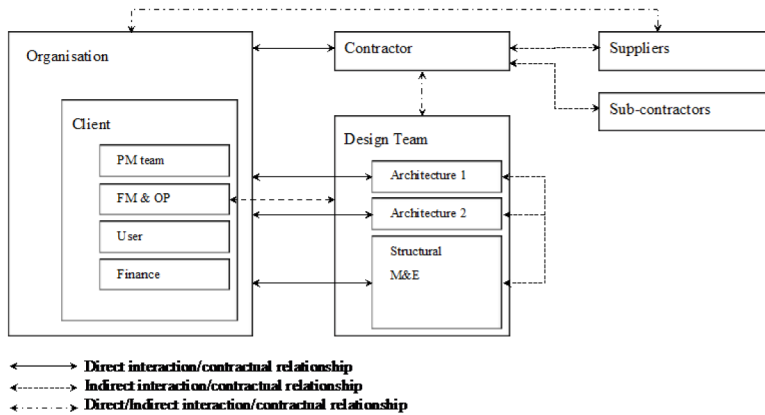 Organisation
Contractor
Suppliers
Sub-contractors
Client
Design Team
PM team
Architecture 1
FM & OP
Architecture 2
User
Structural
Finance
M&E
Direct interaction/contractual relationship
Indirect interaction/contractual relationship
Direct/Indirect interaction/contractual relationship